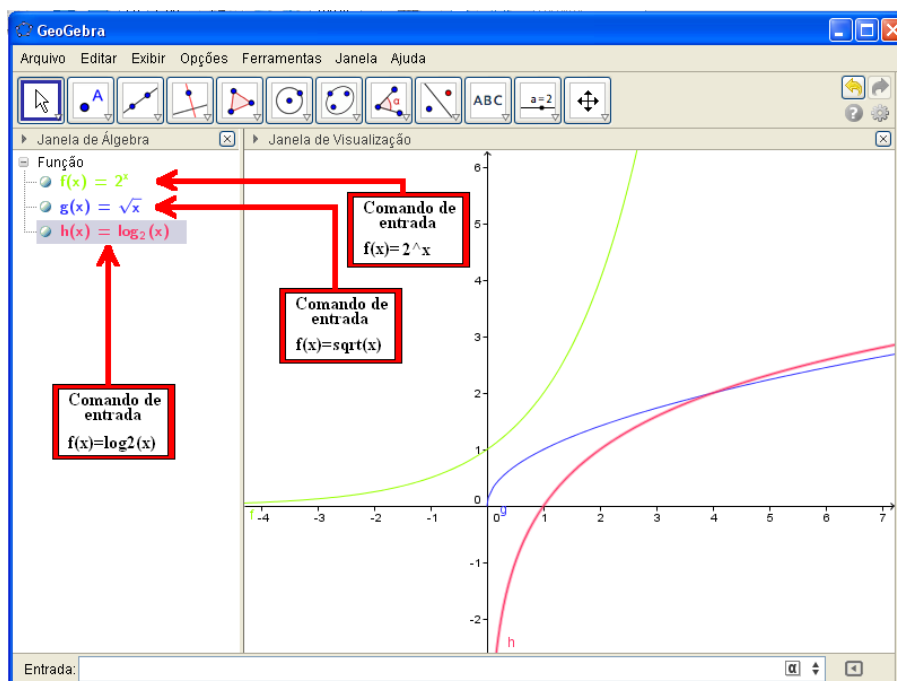 GeoGebra
Arquivo Editar Exibir Opções Ferramentas Janela Ajuda
A
α
ABC
a=2
Janela de Álgebra
Janela de Visualização
Função
f(x) = 2ˣ
g(x) = √x
h(x) = log₂(x)
Comando de
entrada
f(x)=2^x
Comando de
entrada
f(x)=sqrt(x)
Comando de
entrada
f(x)=log2(x)
6
5
4
3
2
1
0
-1
-2
-4 -3 -2 -1 0 1 2 3 4 5 6 7
f
g
h
Entrada:
α